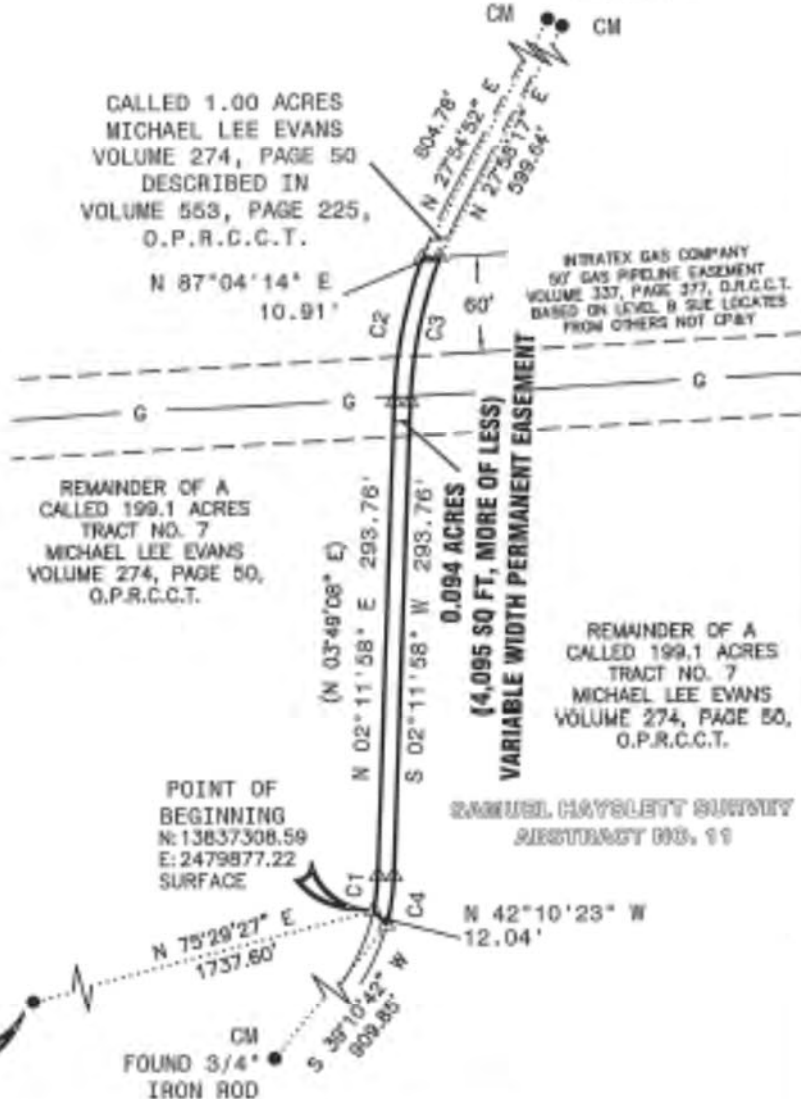 CM
CM
CALLED 1.00 ACRES
MICHAEL LEE EVANS
VOLUME 274, PAGE 50
DESCRIBED IN
VOLUME 553, PAGE 225,
O.P.R.C.C.T.
N 27°54'52" E
604.78'
N 27°58'17" E
599.64'
N 87°04'14" E
10.91'
C2
C3
60'
INTRATEX GAS COMPANY
50' GAS PIPELINE EASEMENT
VOLUME 337, PAGE 377, D.R.C.C.T.
BASED ON LEVEL B SUE LOCATES
FROM OTHERS NOT CP&Y
G
G
G
REMAINDER OF A
CALLED 199.1 ACRES
TRACT NO. 7
MICHAEL LEE EVANS
VOLUME 274, PAGE 50,
O.P.R.C.C.T.
(N 03°49'08" E)
N 02°11'58" E 293.76'
S 02°11'58" W 293.76'
0.094 ACRES
(4,095 SQ FT, MORE OF LESS)
VARIABLE WIDTH PERMANENT EASEMENT
REMAINDER OF A
CALLED 199.1 ACRES
TRACT NO. 7
MICHAEL LEE EVANS
VOLUME 274, PAGE 50,
O.P.R.C.C.T.
SAMUEL HAYSLETT SURVEY
ABSTRACT NO. 11
POINT OF
BEGINNING
N:13837308.59
E:2479877.22
SURFACE
C1
C4
N 42°10'23" W
12.04'
N 75°29'27" E
1737.60'
S 39°10'42" W
909.85'
CM
FOUND 3/4"
IRON ROD